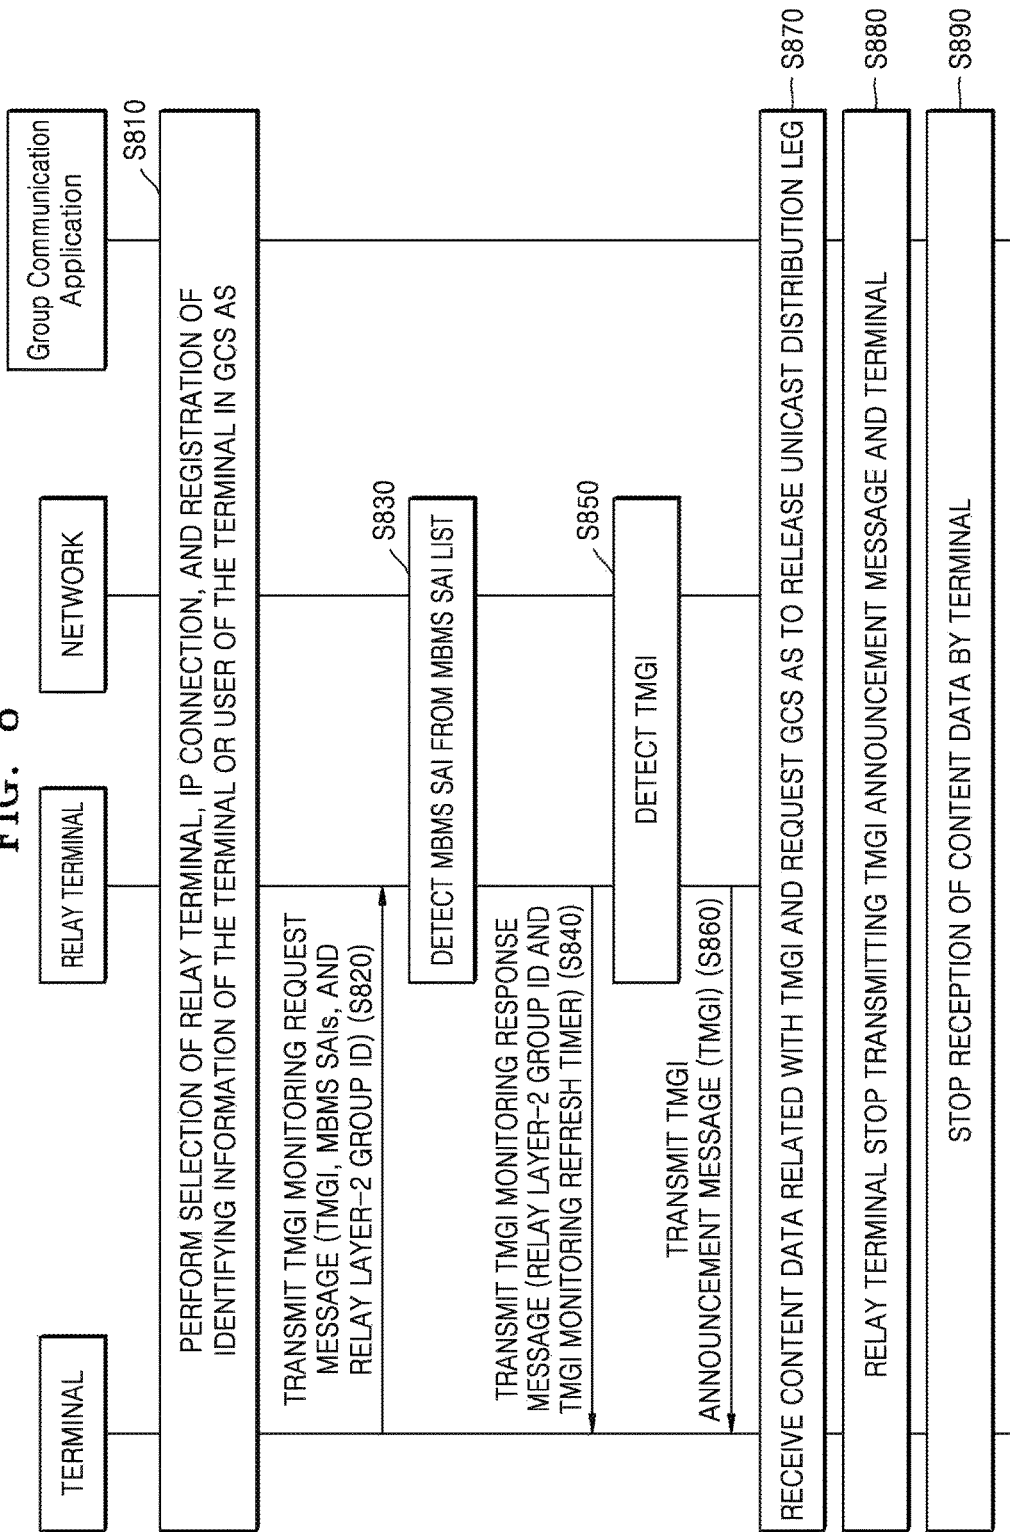 FIG. 8
TERMINAL
RELAY TERMINAL
NETWORK
Group Communication
Application
S810
PERFORM SELECTION OF RELAY TERMINAL, IP CONNECTION, AND REGISTRATION OF
IDENTIFYING INFORMATION OF THE TERMINAL OR USER OF THE TERMINAL IN GCS AS
TRANSMIT TMGI MONITORING REQUEST
MESSAGE (TMGI, MBMS SAIs, AND
RELAY LAYER-2 GROUP ID) (S820)
S830
DETECT MBMS SAI FROM MBMS SAI LIST
TRANSMIT TMGI MONITORING RESPONSE
MESSAGE (RELAY LAYER-2 GROUP ID AND
TMGI MONITORING REFRESH TIMER) (S840)
S850
DETECT TMGI
TRANSMIT TMGI
ANNOUNCEMENT MESSAGE (TMGI) (S860)
RECEIVE CONTENT DATA RELATED WITH TMGI AND REQUEST GCS AS TO RELEASE UNICAST DISTRIBUTION LEG
S870
RELAY TERMINAL STOP TRANSMITTING TMGI ANNOUNCEMENT MESSAGE AND TERMINAL
S880
STOP RECEPTION OF CONTENT DATA BY TERMINAL
S890